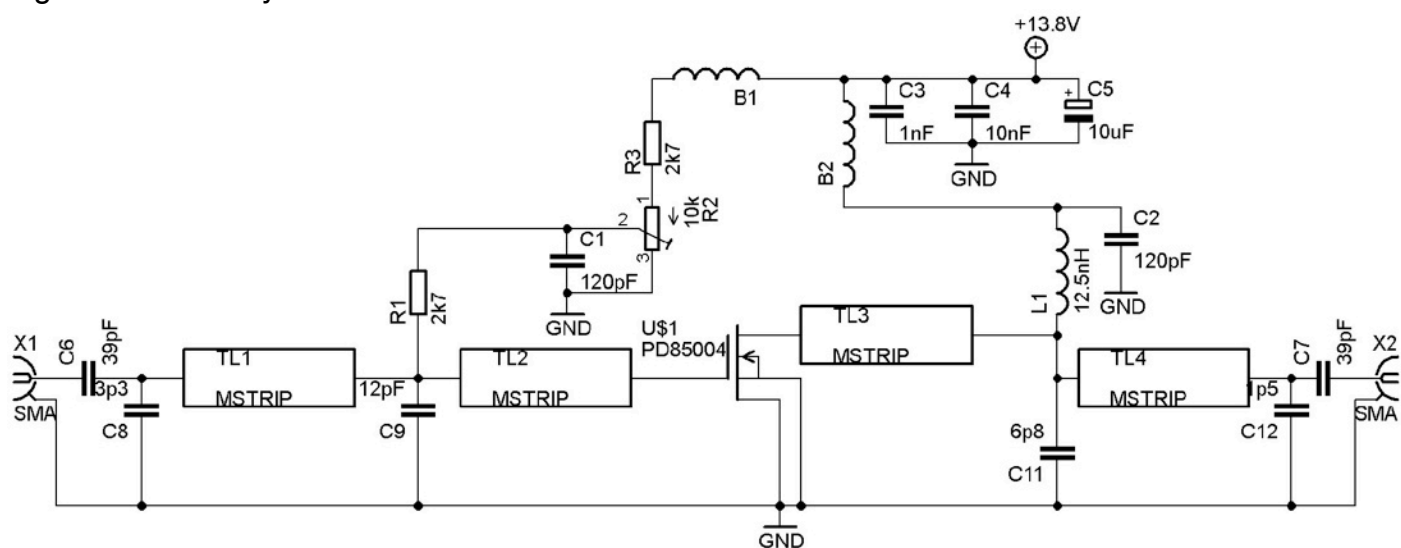 +13.8V
B1
C3
1nF
C4
10nF
C5
+
10uF
GND
R3
2k7
B2
1
2
3
10k
R2
C1
120pF
GND
R1
2k7
L1
12.5nH
C2
120pF
GND
X1
SMA
C6
39pF
3p3
C8
TL1
MSTRIP
12pF
C9
TL2
MSTRIP
U$1
PD85004
TL3
MSTRIP
6p8
C11
TL4
MSTRIP
1p5
C12
C7
39pF
X2
SMA
GND